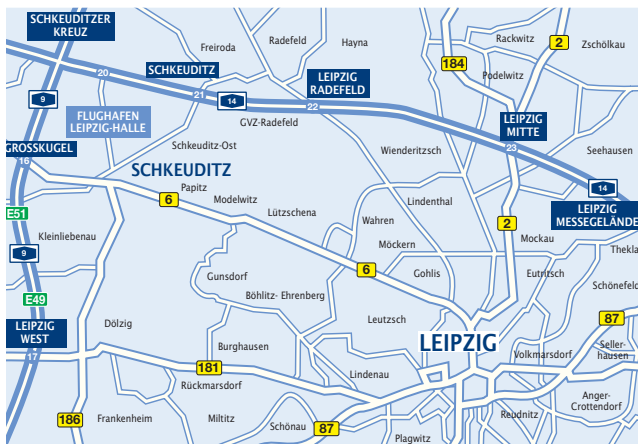 SCHKEUDITZER
KREUZ
Freiroda
Radefeld
Hayna
2
Rackwitz
Zschölkau
184
Podelwitz
20
SCHKEUDITZ
21
14
LEIPZIG
RADEFELD
22
9
FLUGHAFEN
LEIPZIG-HALLE
GVZ-Radefeld
LEIPZIG
MITTE
23
Schkeuditz-Ost
Wienderitzsch
Seehausen
GROSSKUGEL
16
SCHKEUDITZ
14
Papitz
6
Modelwitz
Lützschena
Lindenthal
LEIPZIG
MESSEGELÄNDE
E51
Wahren
2
Kleinliebenau
9
Möckern
Mockau
Thekla
Gunsdorf
6
Gohlis
Eutritsch
E49
Böhlitz- Ehrenberg
Schönefeld
LEIPZIG
WEST
17
Dölzig
Leutzsch
87
Burghausen
LEIPZIG
Volkmarsdorf
Seller-
hausen
181
Rückmarsdorf
Lindenau
Anger-
Crottendorf
186
Frankenheim
Miltitz
Schönau
87
Reudnitz
Plagwitz